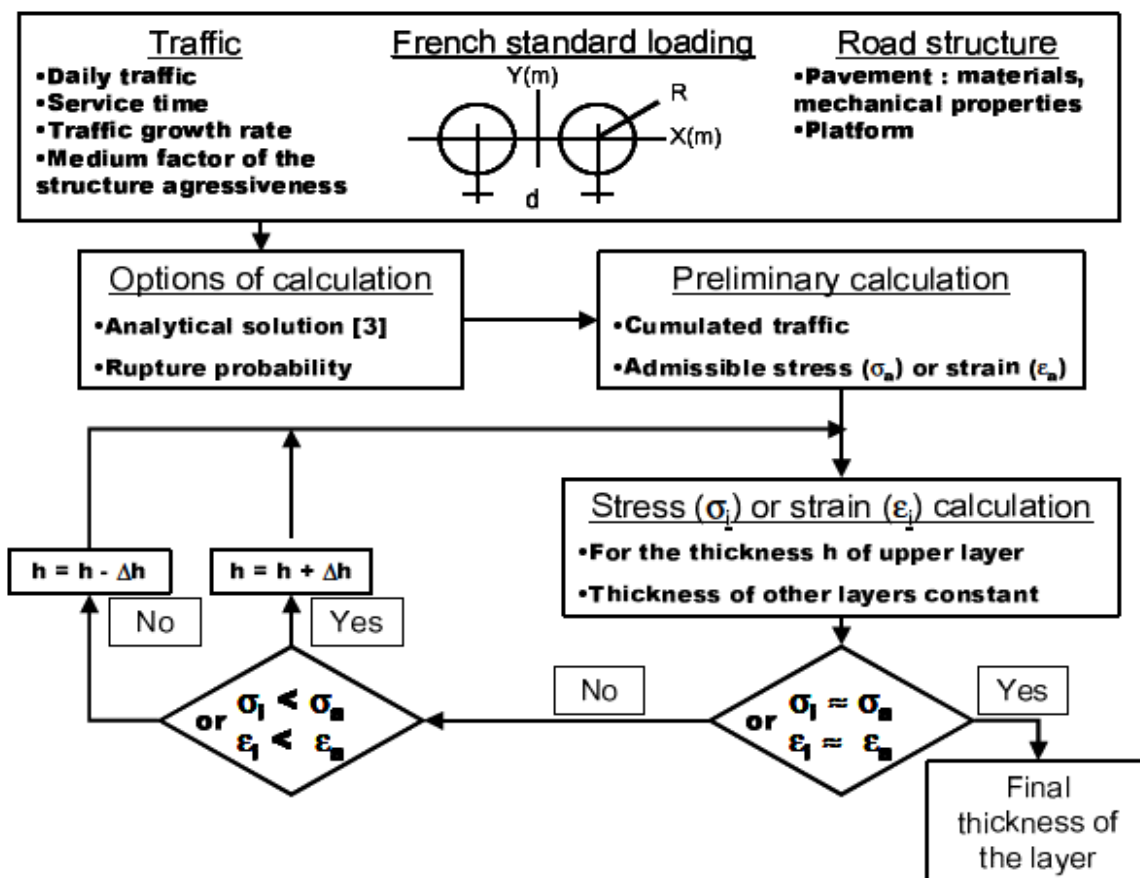 Traffic
•Daily traffic
•Service time
•Traffic growth rate
•Medium factor of the
structure agressiveness
French standard loading
Y(m)
R
X(m)
d
Road structure
•Pavement : materials,
mechanical properties
•Platform
Options of calculation
•Analytical solution [3]
•Rupture probability
Preliminary calculation
•Cumulated traffic
•Admissible stress (σa) or strain (εa)
Stress (σi) or strain (εi) calculation
•For the thickness h of upper layer
•Thickness of other layers constant
h = h - Δh
h = h + Δh
No
Yes
σi < σa
or
εi < εa
No
σi ≈ σa
or
εi ≈ εa
Yes
Final
thickness of
the layer